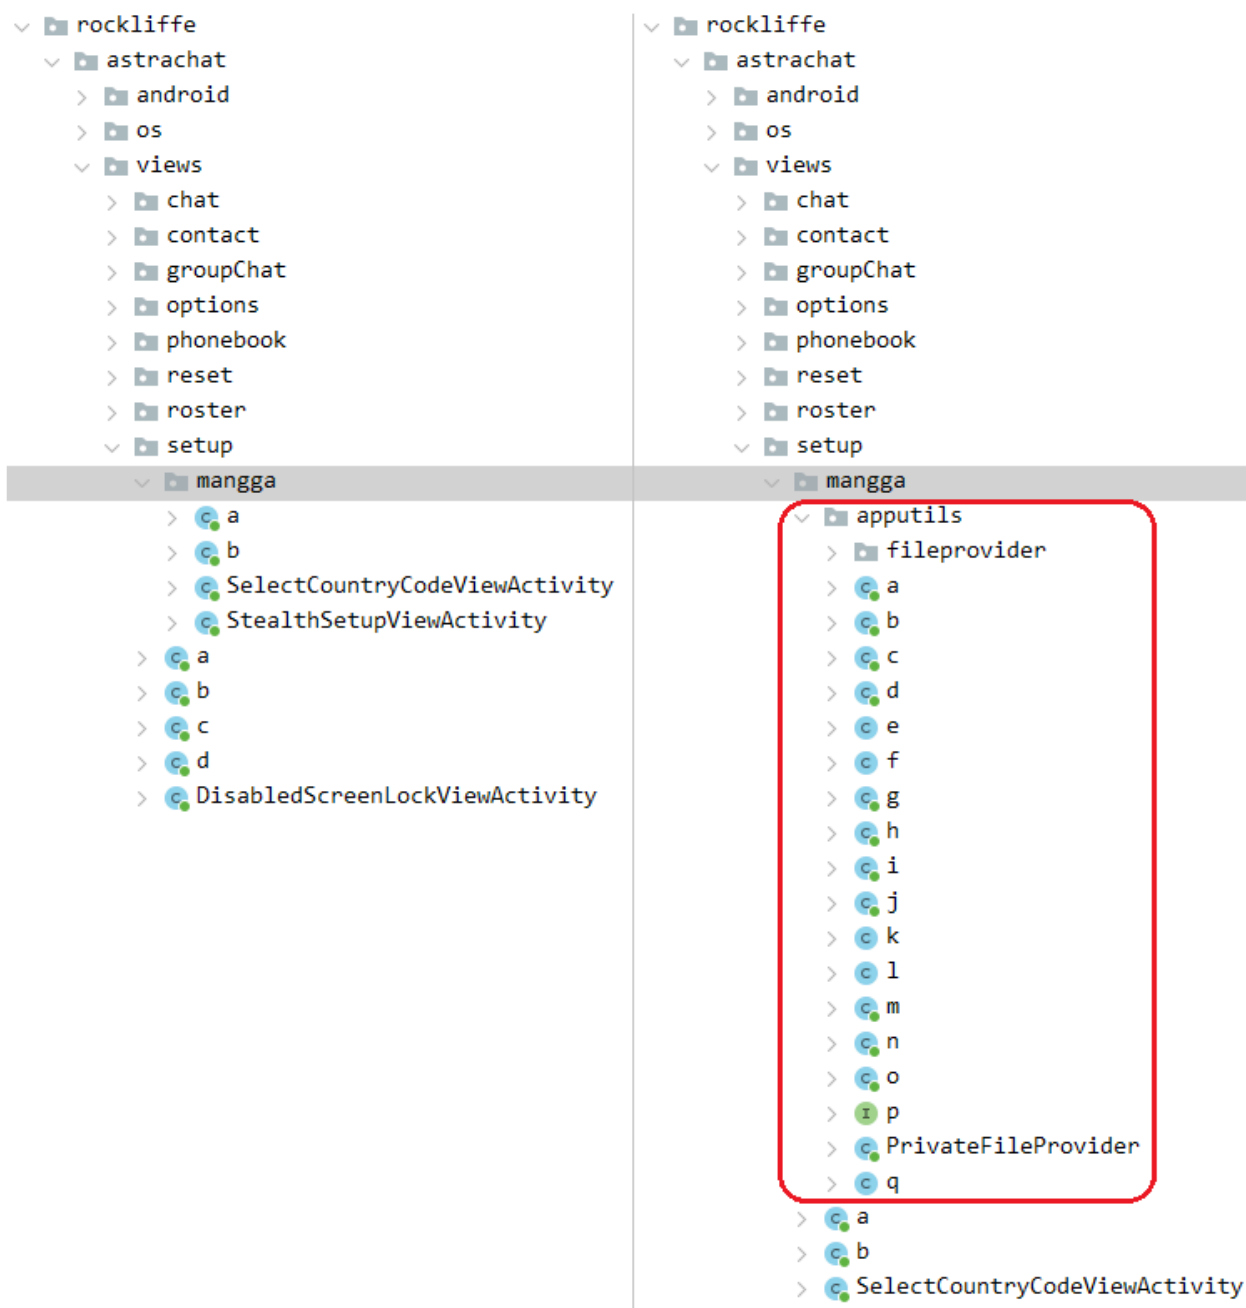 rockliffe
astrachat
android
os
views
chat
contact
groupChat
options
phonebook
reset
roster
setup
mangga
a
b
SelectCountryCodeViewActivity
StealthSetupViewActivity
a
b
c
d
DisabledScreenLockViewActivity
rockliffe
astrachat
android
os
views
chat
contact
groupChat
options
phonebook
reset
roster
setup
mangga
apputils
fileprovider
a
b
c
d
e
f
g
h
i
j
k
l
m
n
o
p
PrivateFileProvider
q
a
b
SelectCountryCodeViewActivity